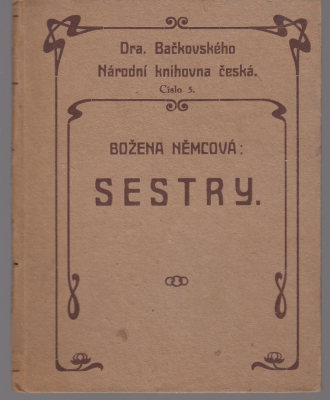 Dra. Bačkovského
Národní knihovna česká.
Číslo 5.
BOŽENA NĚMCOVÁ:
SESTRY.